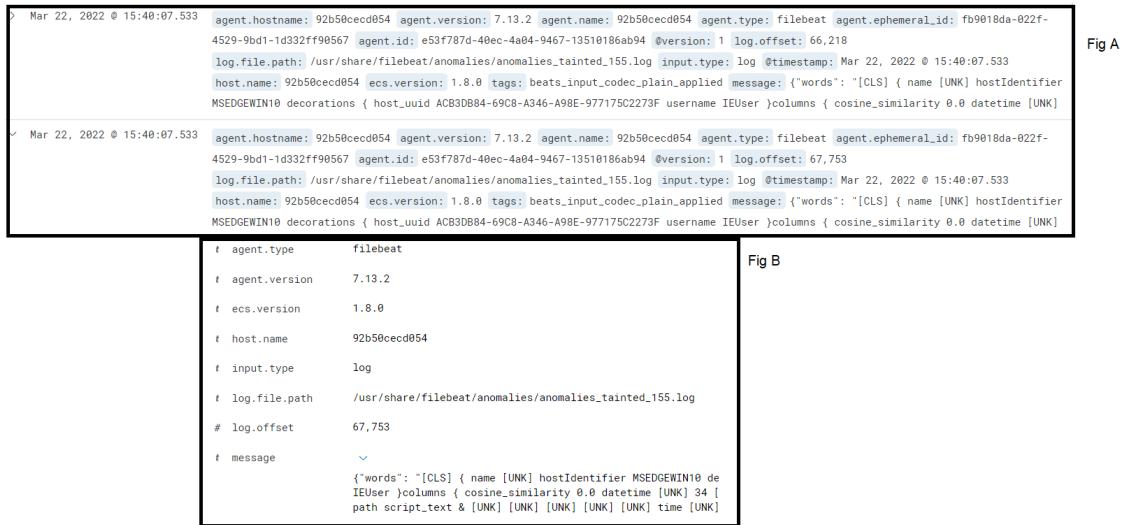 Mar 22, 2022 @ 15:40:07.533 agent.hostname: 92b50cecd054 agent.version: 7.13.2 agent.name: 92b50cecd054 agent.type: filebeat agent.ephemeral_id: fb9018da-022f-
4529-9bd1-1d332ff90567 agent.id: e53f787d-40ec-4a04-9467-13510186ab94 @version: 1 log.offset: 66,218
Fig A
log.file.path: /usr/share/filebeat/anomalies/anomalies_tainted_155.log input.type: log @timestamp: Mar 22, 2022 @ 15:40:07.533
host.name: 92b50cecd054 ecs.version: 1.8.0 tags: beats_input_codec_plain_applied message: {"words": "[CLS] { name [UNK] hostIdentifier
MSEDGEWIN10 decorations { host_uuid ACB3DB84-69C8-A346-A98E-977175C2273F username IEUser }columns { cosine_similarity 0.0 datetime [UNK]
Mar 22, 2022 @ 15:40:07.533 agent.hostname: 92b50cecd054 agent.version: 7.13.2 agent.name: 92b50cecd054 agent.type: filebeat agent.ephemeral_id: fb9018da-022f-
4529-9bd1-1d332ff90567 agent.id: e53f787d-40ec-4a04-9467-13510186ab94 @version: 1 log.offset: 67,753
log.file.path: /usr/share/filebeat/anomalies/anomalies_tainted_155.log input.type: log @timestamp: Mar 22, 2022 @ 15:40:07.533
host.name: 92b50cecd054 ecs.version: 1.8.0 tags: beats_input_codec_plain_applied message: {"words": "[CLS] { name [UNK] hostIdentifier
MSEDGEWIN10 decorations { host_uuid ACB3DB84-69C8-A346-A98E-977175C2273F username IEUser }columns { cosine_similarity 0.0 datetime [UNK]
Fig B
t agent.type filebeat
t agent.version 7.13.2
t ecs.version 1.8.0
t host.name 92b50cecd054
t input.type log
t log.file.path /usr/share/filebeat/anomalies/anomalies_tainted_155.log
# log.offset 67,753
t message
{"words": "[CLS] { name [UNK] hostIdentifier MSEDGEWIN10 de
IEUser }columns { cosine_similarity 0.0 datetime [UNK] 34 [
path script_text & [UNK] [UNK] [UNK] [UNK] [UNK] time [UNK]